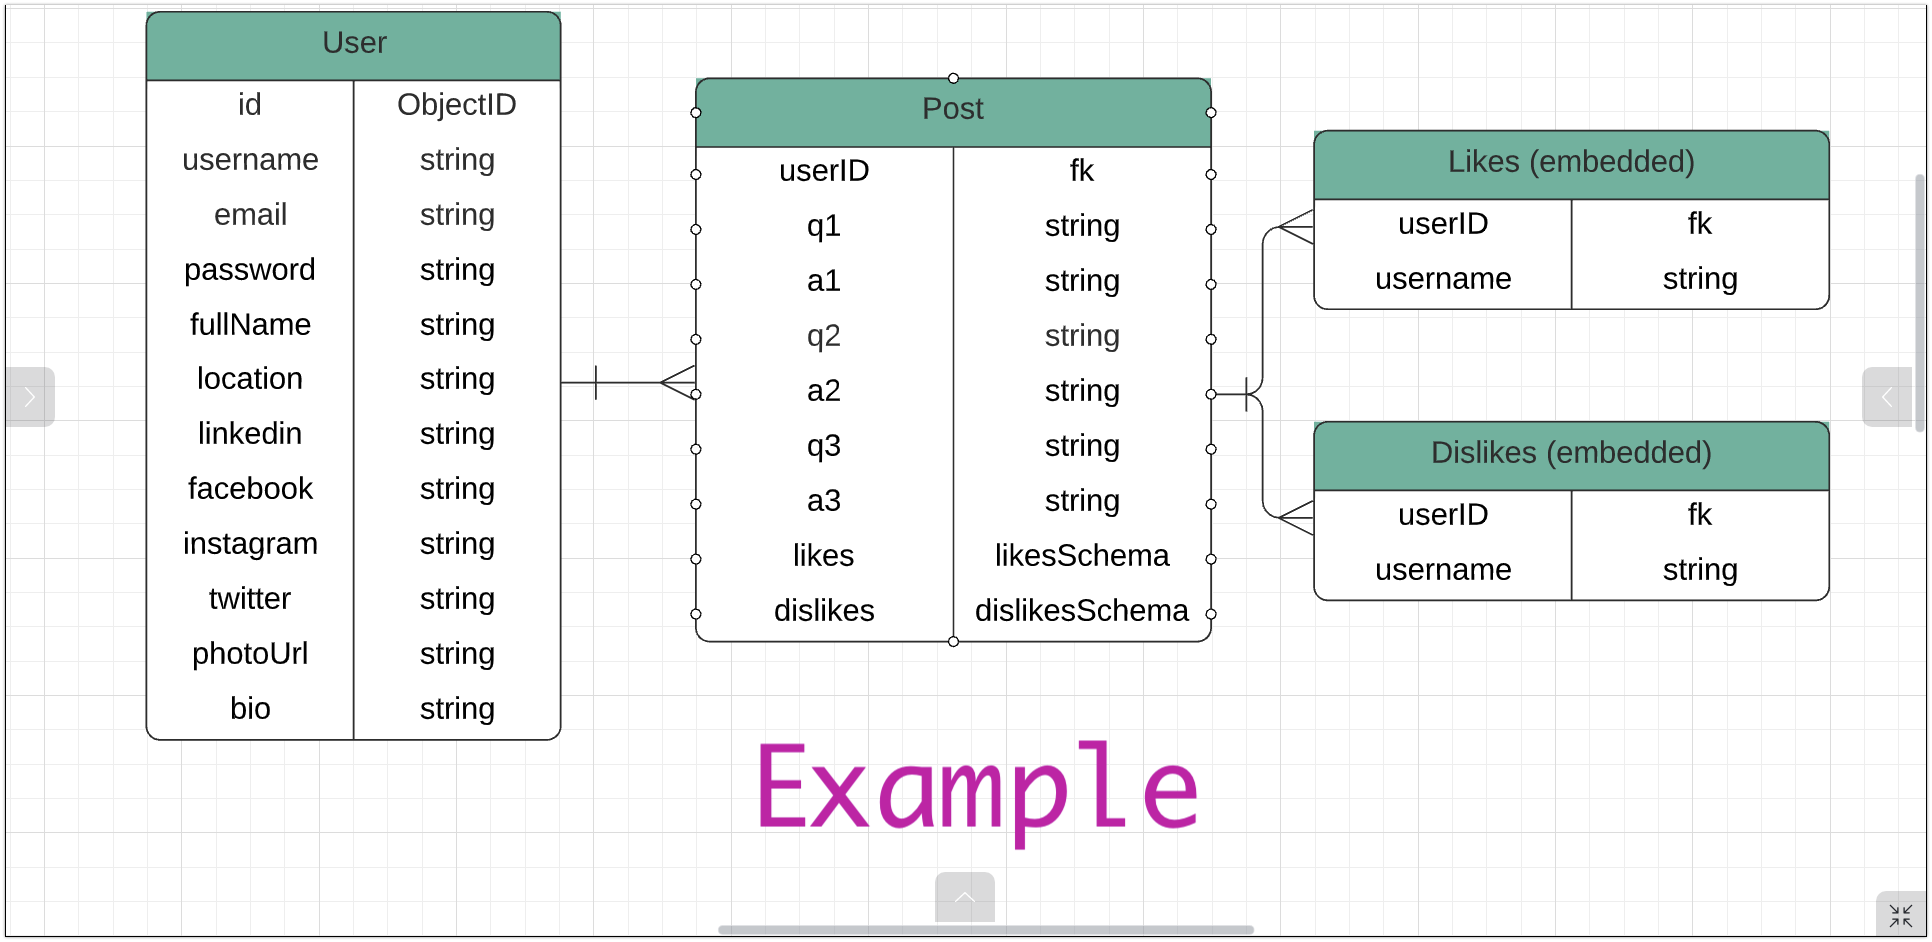 User
id ObjectID
username string
email string
password string
fullName string
location string
linkedin string
facebook string
instagram string
twitter string
photoUrl string
bio string
Post
userID fk
q1 string
a1 string
q2 string
a2 string
q3 string
a3 string
likes likesSchema
dislikes dislikesSchema
Likes (embedded)
userID fk
username string
Dislikes (embedded)
userID fk
username string
Example